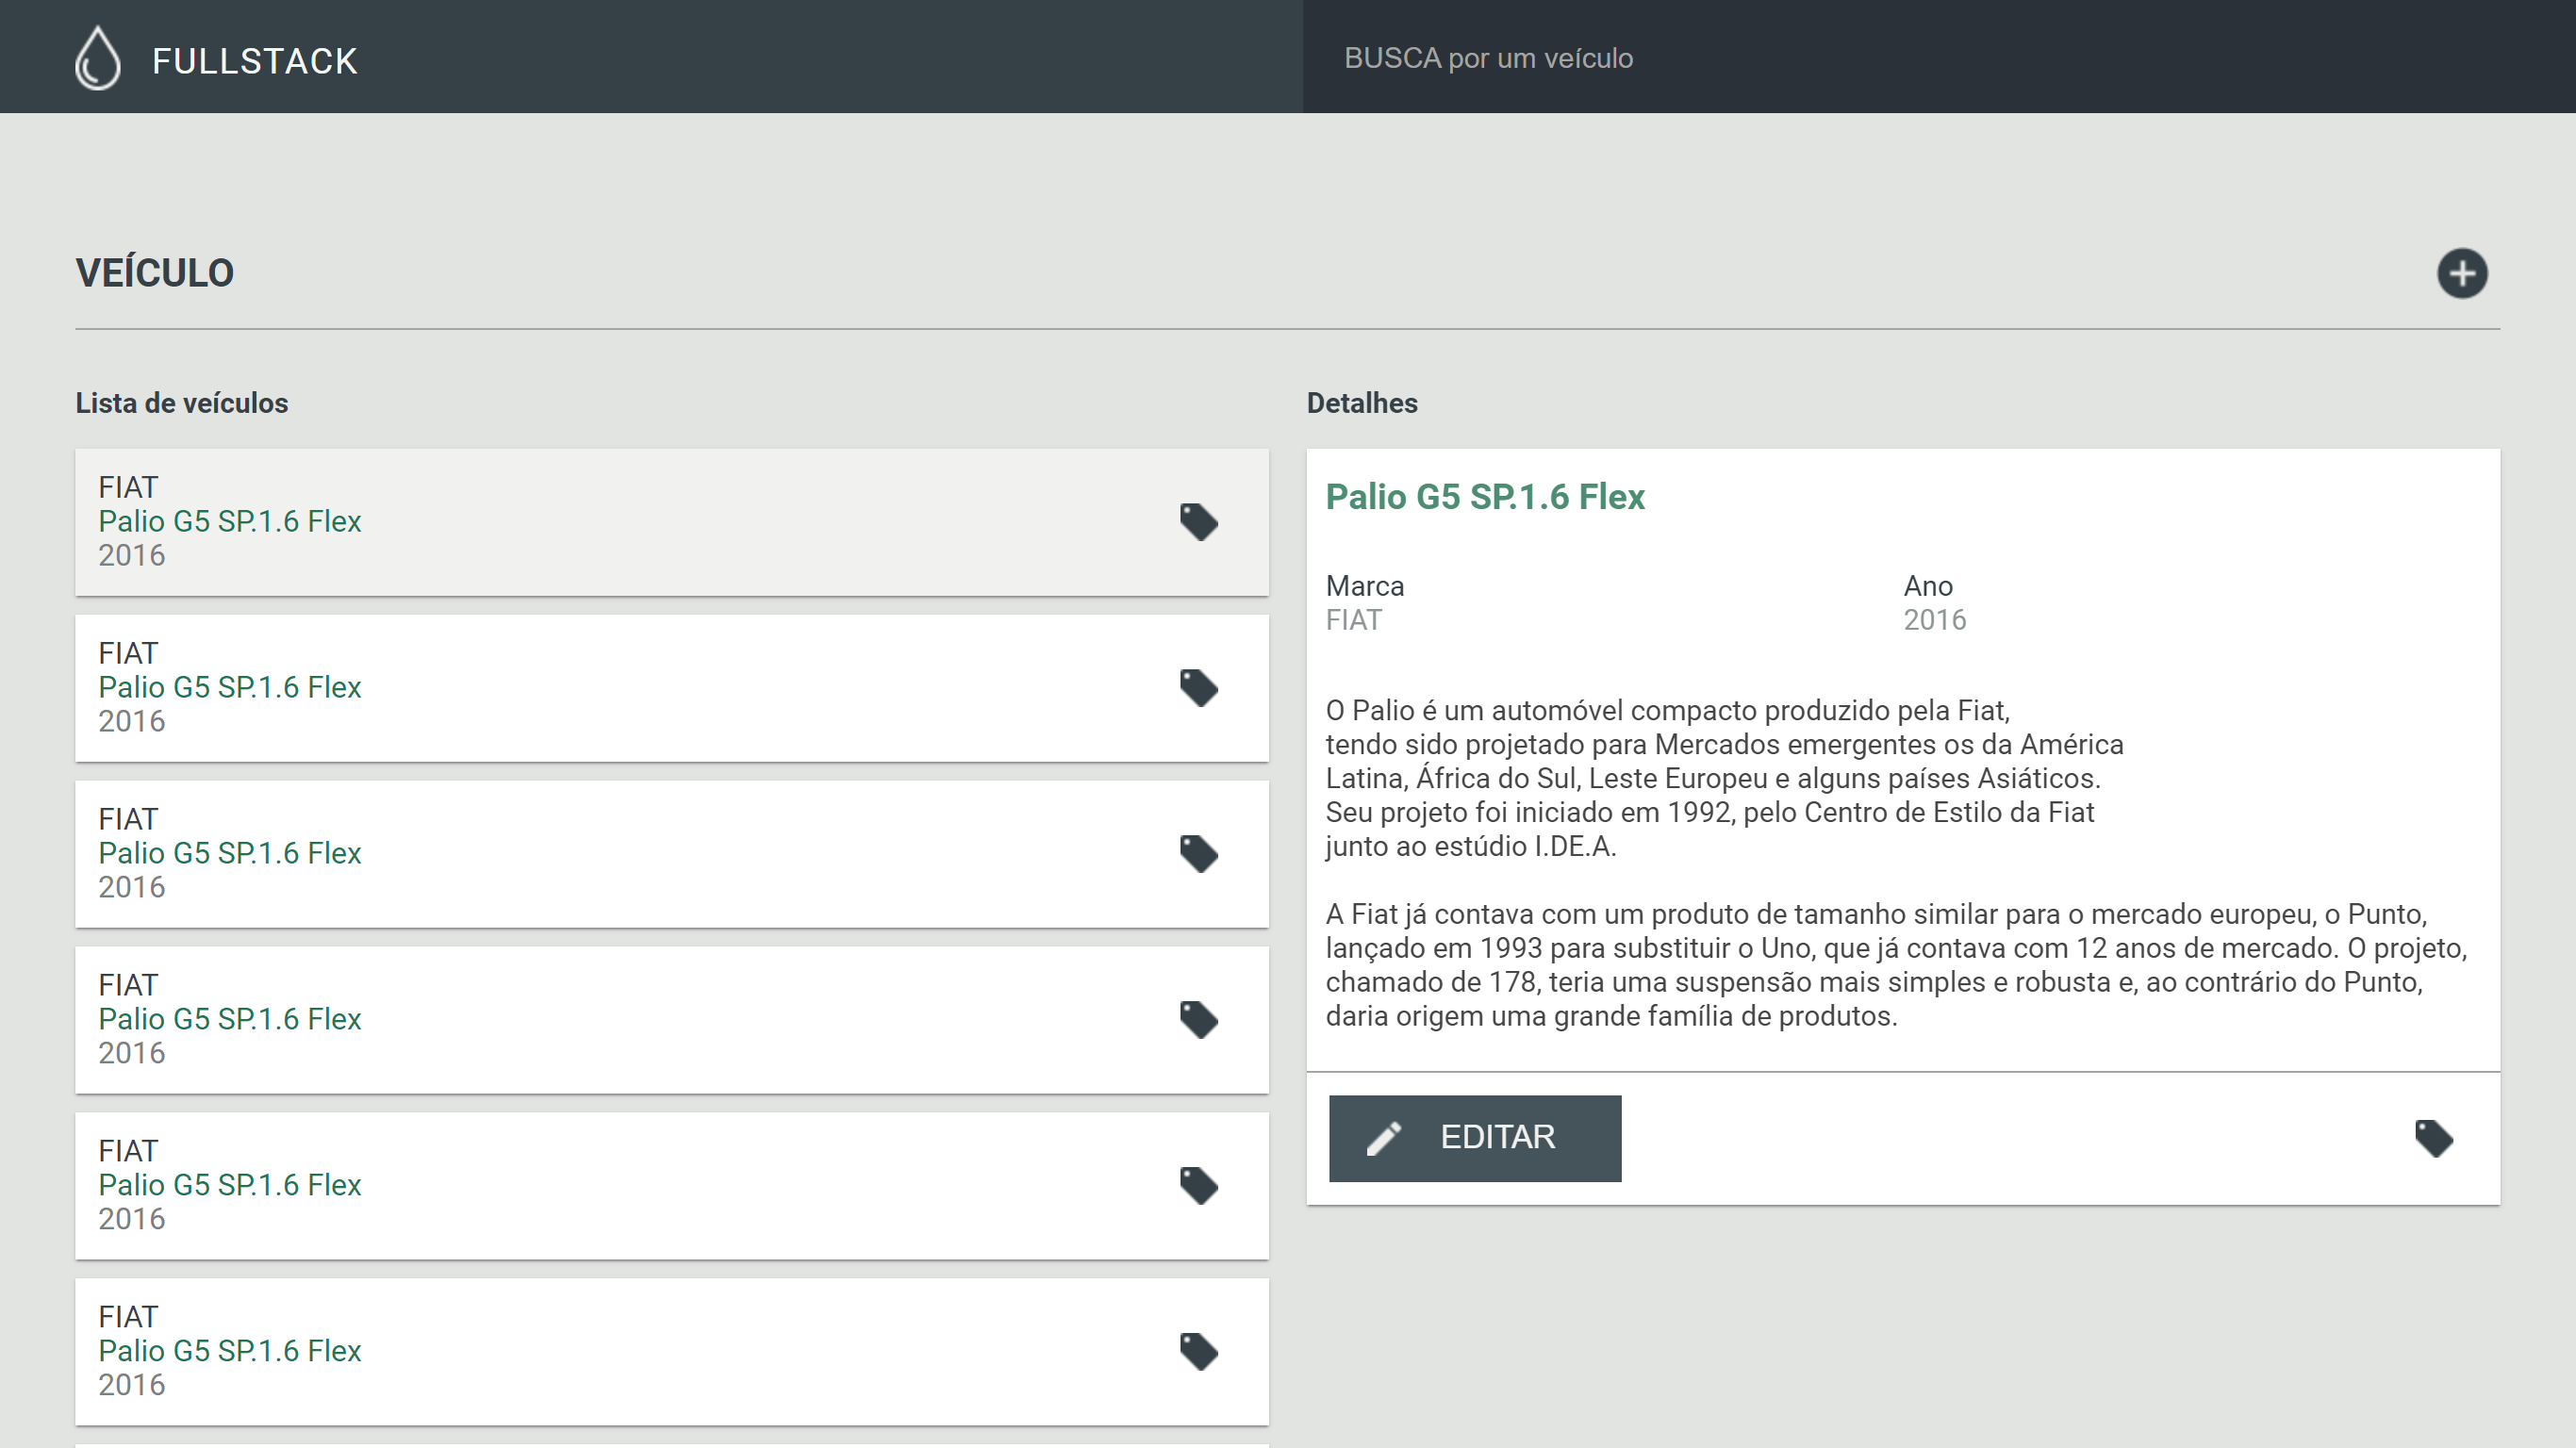 FULLSTACK
BUSCA por um veículo
VEÍCULO
Lista de veículos
FIAT
Palio G5 SP.1.6 Flex
2016
FIAT
Palio G5 SP.1.6 Flex
2016
FIAT
Palio G5 SP.1.6 Flex
2016
FIAT
Palio G5 SP.1.6 Flex
2016
FIAT
Palio G5 SP.1.6 Flex
2016
FIAT
Palio G5 SP.1.6 Flex
2016
Detalhes
Palio G5 SP.1.6 Flex
Marca
FIAT
Ano
2016
O Palio é um automóvel compacto produzido pela Fiat,
tendo sido projetado para Mercados emergentes os da América
Latina, África do Sul, Leste Europeu e alguns países Asiáticos.
Seu projeto foi iniciado em 1992, pelo Centro de Estilo da Fiat
junto ao estúdio I.DE.A.
A Fiat já contava com um produto de tamanho similar para o mercado europeu, o Punto,
lançado em 1993 para substituir o Uno, que já contava com 12 anos de mercado. O projeto,
chamado de 178, teria uma suspensão mais simples e robusta e, ao contrário do Punto,
daria origem uma grande família de produtos.
EDITAR